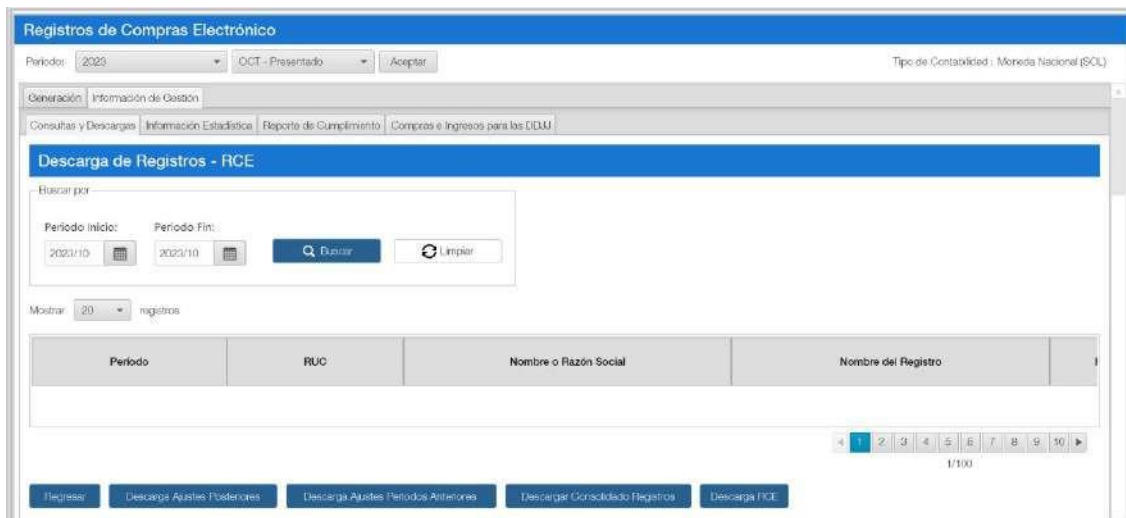 Registros de Compras Electrónico
Periodo: 2023 OCT - Presentado Aceptar Tipo de Contabilidad : Moneda Nacional (SOL)
Generación Información de Gestión
Consultas y Descargas Información Estadística Reporte de Cumplimiento Compras e Ingresos para las DDJJ
Descarga de Registros - RCE
Buscar por
Periodo Inicio: Periodo Fin:
2023/10 2023/10 Buscar Limpiar
Mostrar 20 registros
Periodo RUC Nombre o Razón Social Nombre del Registro
1 2 3 4 5 6 7 8 9 10
1/100
Regresar Descarga Ajustes Posteriores Descarga Ajustes Periodos Anteriores Descargar Consolidado Registros Descarga RCE